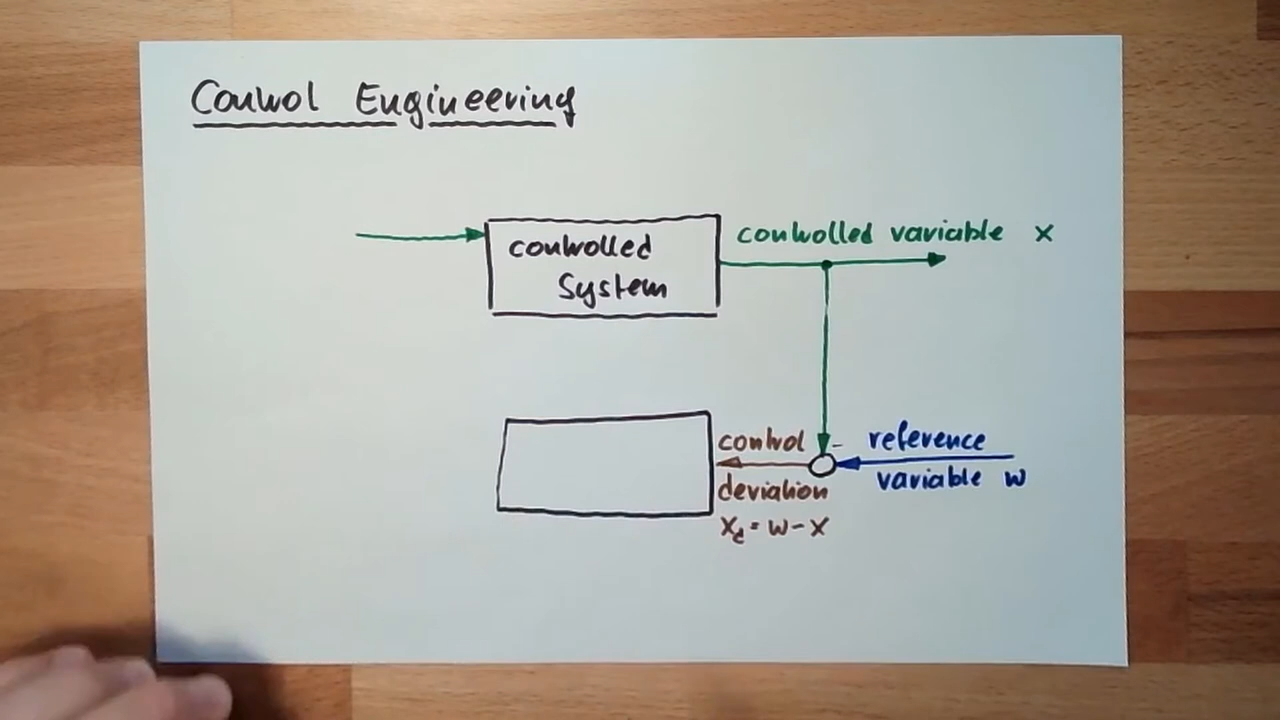 Control Engineering
controlled
System
controlled variable x
control
deviation
x_d = w - x
-
reference
variable w